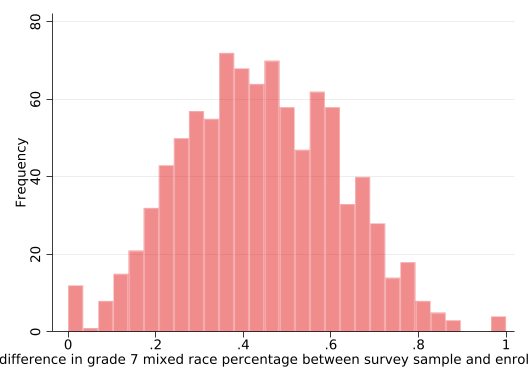 80
60
40
20
0
Frequency
0 .2 .4 .6 .8 1
difference in grade 7 mixed race percentage between survey sample and enrol